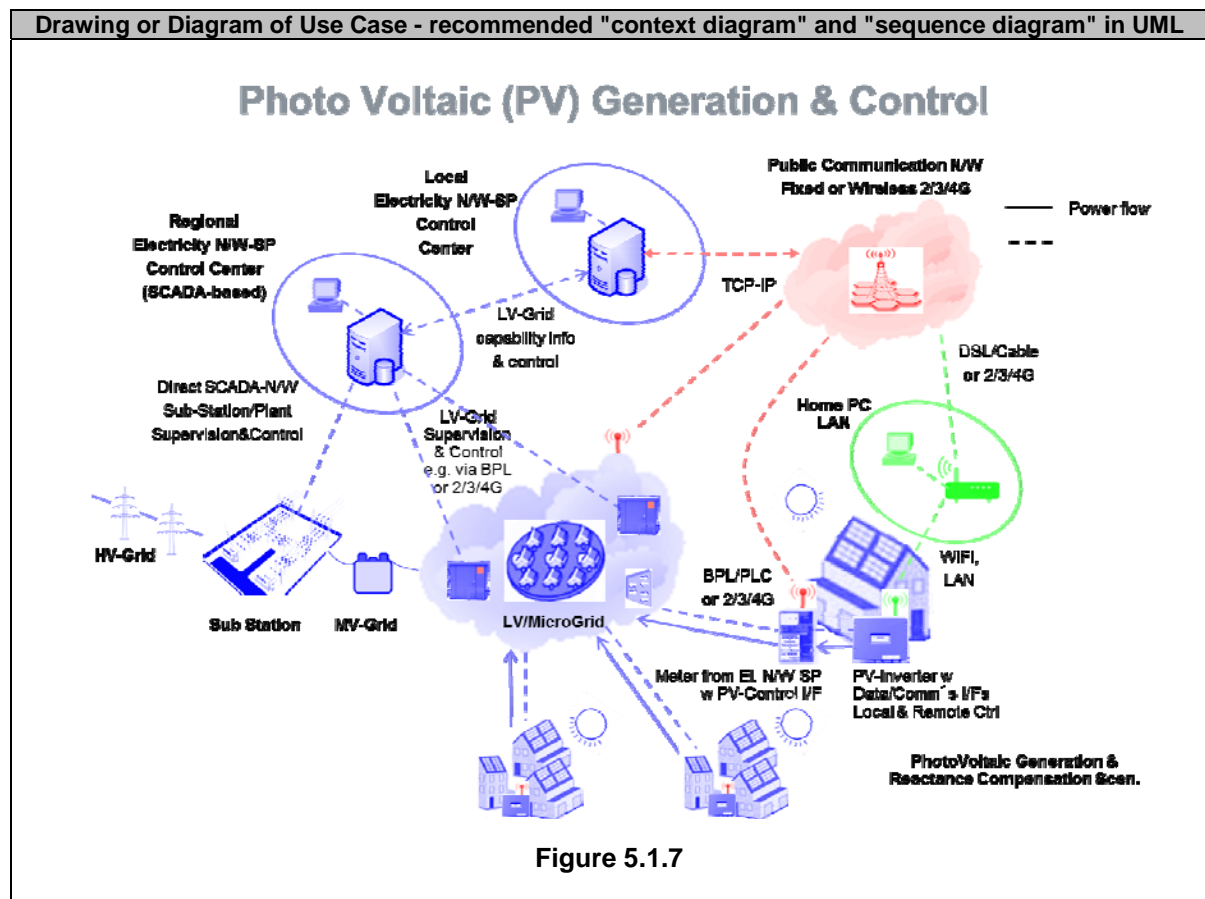 Drawing or Diagram of Use Case - recommended "context diagram" and "sequence diagram" in UML
Photo Voltaic (PV) Generation & Control
Local
Electricity N/W-SP
Control
Center
Public Communication N/W
Fixed or Wireless 2/3/4G
Power flow
Regional
Electricity N/W-SP
Control Center
(SCADA-based)
TCP-IP
LV-Grid
capability info
& control
DSL/Cable
or 2/3/4G
Direct SCADA-N/W
Sub-Station/Plant
Supervision&Control
LV-Grid
Supervision
& Control
e.g. via BPL
or 2/3/4G
Home PC
LAN
HV-Grid
Sub Station
MV-Grid
LV/MicroGrid
BPL/PLC
or 2/3/4G
WIFI,
LAN
Meter from El. N/W SP
w PV-Control I/F
PV-Inverter w
Data/Comm´s I/Fs
Local & Remote Ctrl
PhotoVoltaic Generation &
Reactance Compensation Scen.
Figure 5.1.7